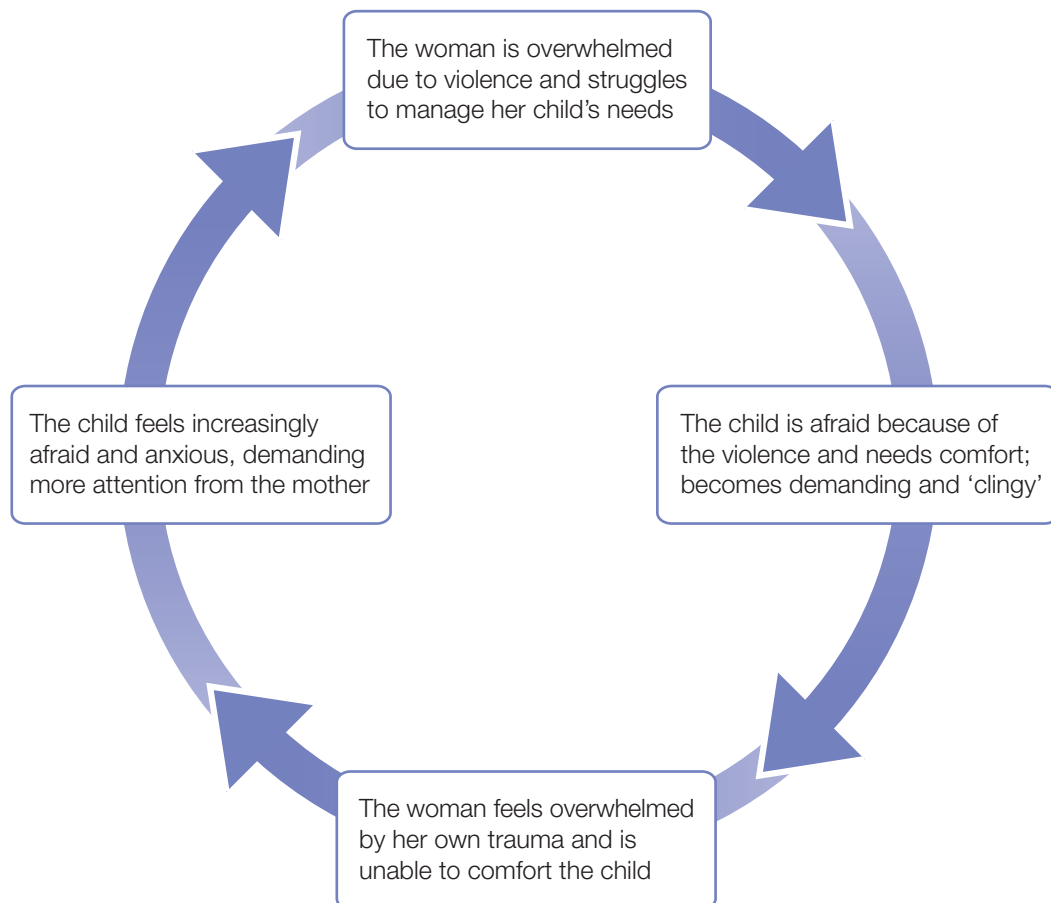 The woman is overwhelmed
due to violence and struggles
to manage her child’s needs
The child is afraid because of
the violence and needs comfort;
becomes demanding and ‘clingy’
The woman feels overwhelmed
by her own trauma and is
unable to comfort the child
The child feels increasingly
afraid and anxious, demanding
more attention from the mother